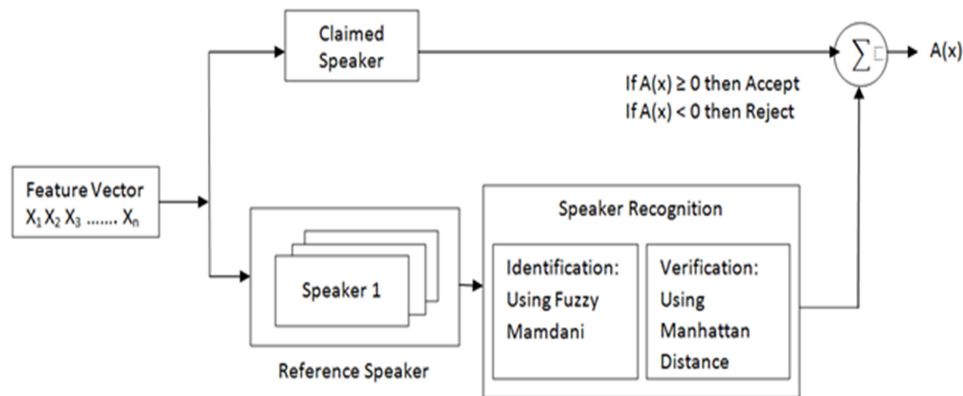 Claimed
Speaker
∑
A(x)
If A(x) ≥ 0 then Accept
If A(x) < 0 then Reject
Feature Vector
X₁ X₂ X₃ ....... Xₙ
Speaker 1
Reference Speaker
Speaker Recognition
Identification:
Using Fuzzy
Mamdani
Verification:
Using
Manhattan
Distance